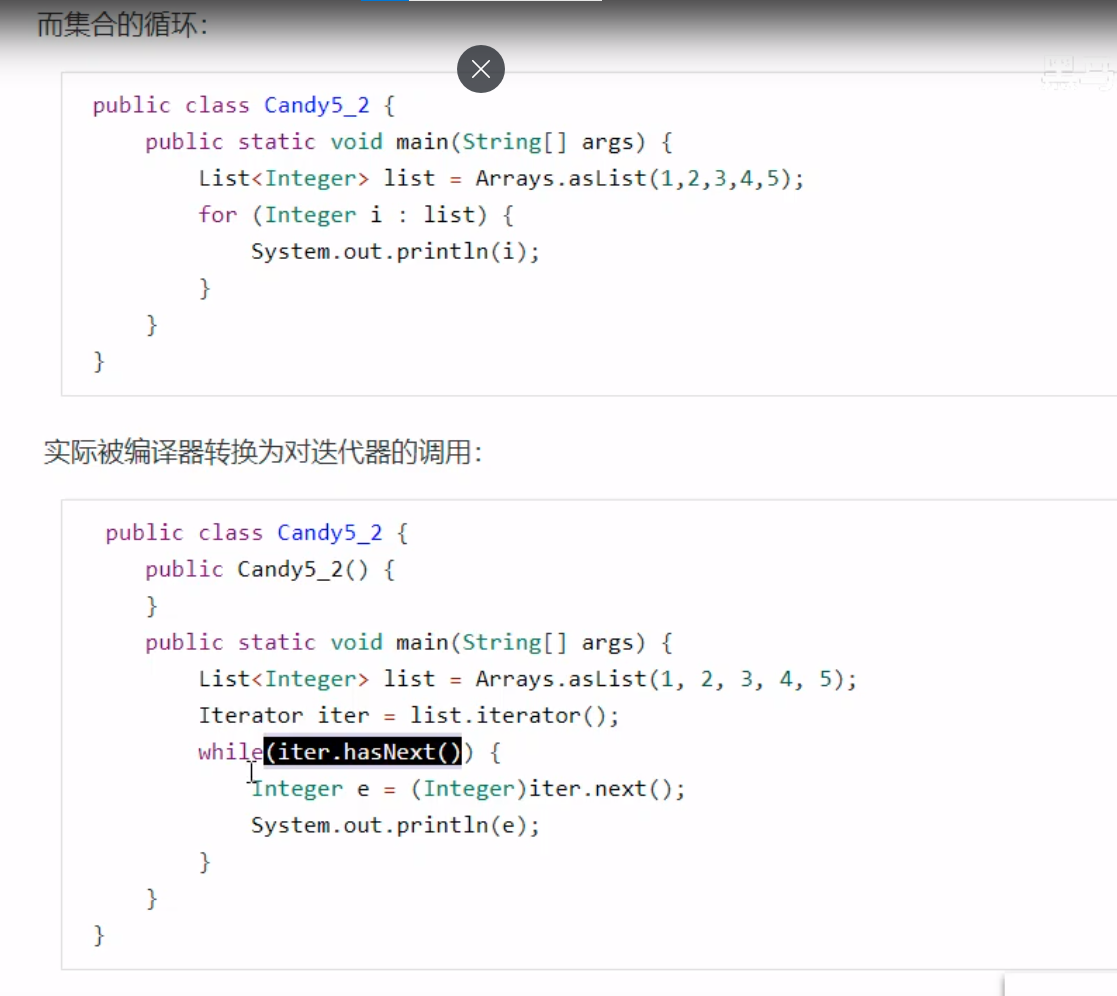 而集合的循环：
public class Candy5_2 {
public static void main(String[] args) {
List<Integer> list = Arrays.asList(1,2,3,4,5);
for (Integer i : list) {
System.out.println(i);
}
}
}
实际被编译器转换为对迭代器的调用：
public class Candy5_2 {
public Candy5_2() {
}
public static void main(String[] args) {
List<Integer> list = Arrays.asList(1, 2, 3, 4, 5);
Iterator iter = list.iterator();
while(iter.hasNext()) {
Integer e = (Integer)iter.next();
System.out.println(e);
}
}
}